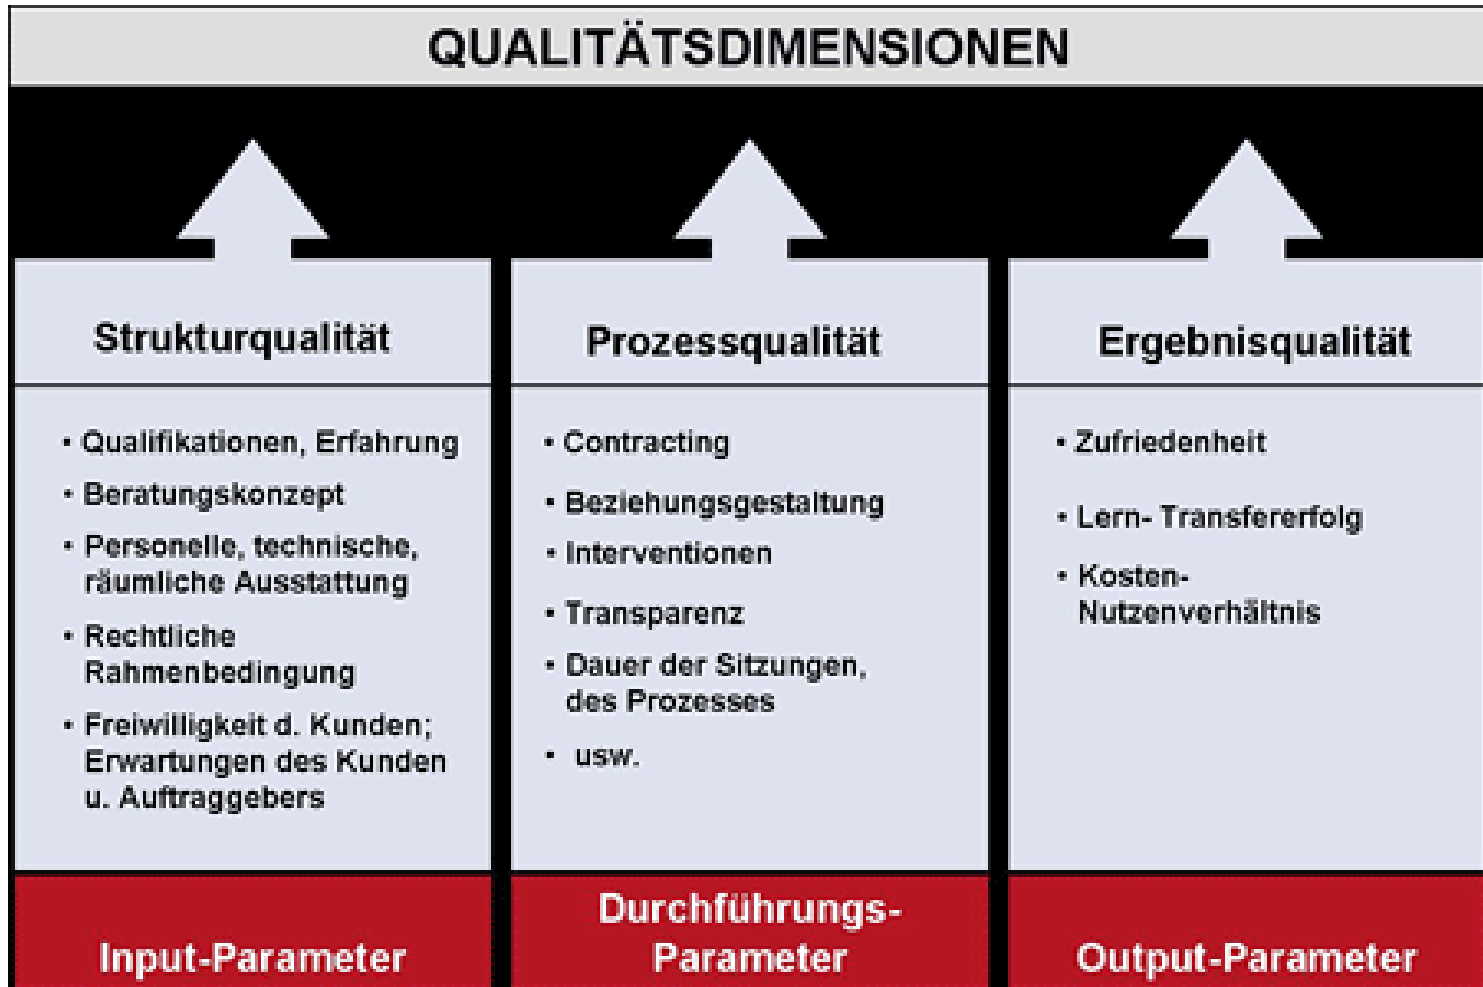 QUALITÄTSDIMENSIONEN
Strukturqualität
• Qualifikationen, Erfahrung
• Beratungskonzept
• Personelle, technische,
räumliche Ausstattung
• Rechtliche
Rahmenbedingung
• Freiwilligkeit d. Kunden;
Erwartungen des Kunden
u. Auftraggebers
Input-Parameter
Prozessqualität
• Contracting
• Beziehungsgestaltung
• Interventionen
• Transparenz
• Dauer der Sitzungen,
des Prozesses
• usw.
Durchführungs-
Parameter
Ergebnisqualität
• Zufriedenheit
• Lern- Transfererfolg
• Kosten-
Nutzenverhältnis
Output-Parameter